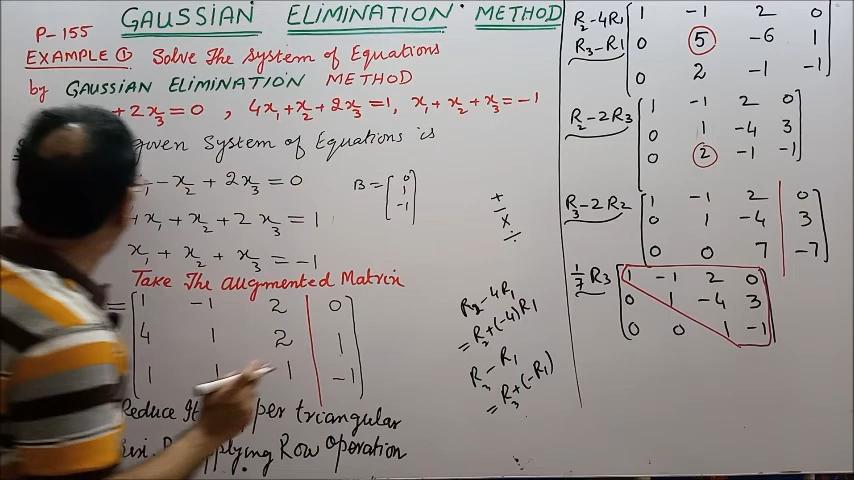 GAUSSIAN ELIMINATION METHOD
P-155
EXAMPLE ① Solve The System of Equations
by GAUSSIAN ELIMINATION METHOD
+ 2x₃ = 0 , 4x₁ + x₂ + 2x₃ = 1, x₁ + x₂ + x₃ = -1
given System of Equations is
- x₂ + 2x₃ = 0
B = [0
1
-1]
x₁ + x₂ + 2x₃ = 1
x₁ + x₂ + x₃ = -1
Take The augmented Matrix
= [1 -1 2 | 0
4 1 2 | 1
1 1 1 | -1]
Reduce It
triangular
applying Row operation
+
-
×
÷
R₂-4R₁
= R₂+(-4)R₁
R₃-R₁
= R₃+(-R₁)
R₂-4R₁ [1 -1 2 0
R₃-R₁ 0 5 -6 1
0 2 -1 -1]
R₂-2R₃ [1 -1 2 0
0 1 -4 3
0 2 -1 -1]
R₃-2R₂ [1 -1 2 | 0
0 1 -4 | 3
0 0 7 | -7]
1/7 R₃ [1 -1 2 0
0 1 -4 3
0 0 1 -1]